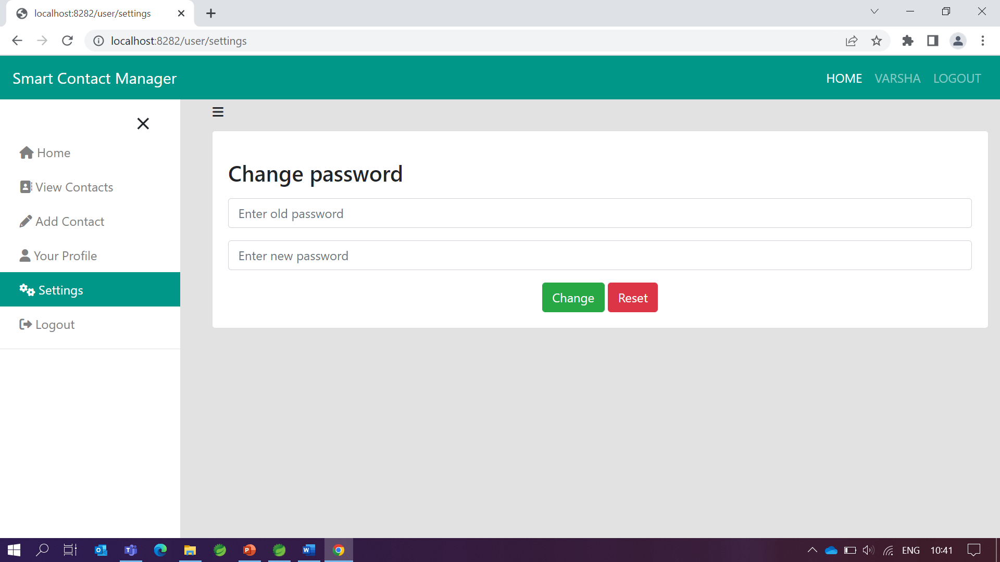 localhost:8282/user/settings
localhost:8282/user/settings
Smart Contact Manager
HOME VARSHA LOGOUT
Home
View Contacts
Add Contact
Your Profile
Settings
Logout
Change password
Enter old password
Enter new password
Change Reset
ENG 10:41